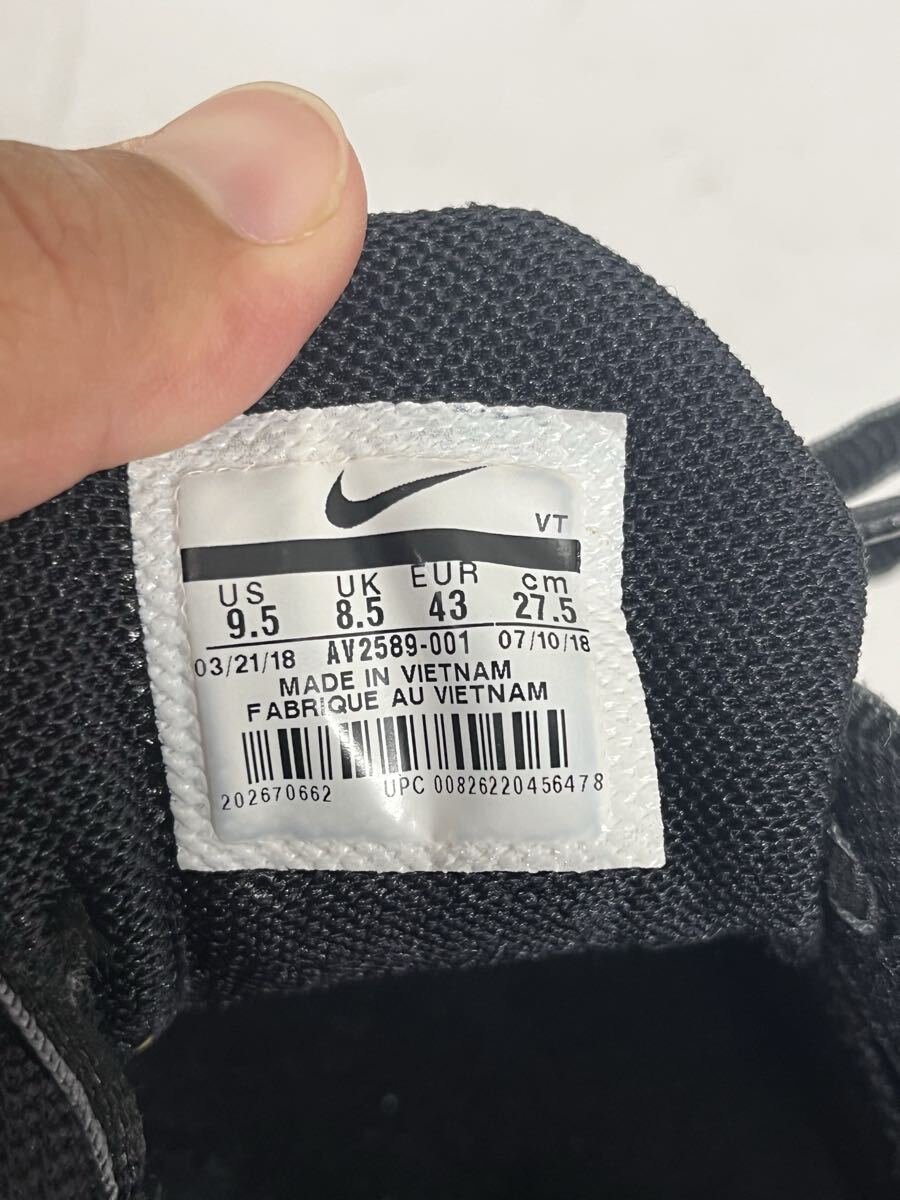 VT
US UK EUR cm
9.5 8.5 43 27.5
03/21/18 AV2589-001 07/10/18
MADE IN VIETNAM
FABRIQUE AU VIETNAM
202670662 UPC 00826220456478